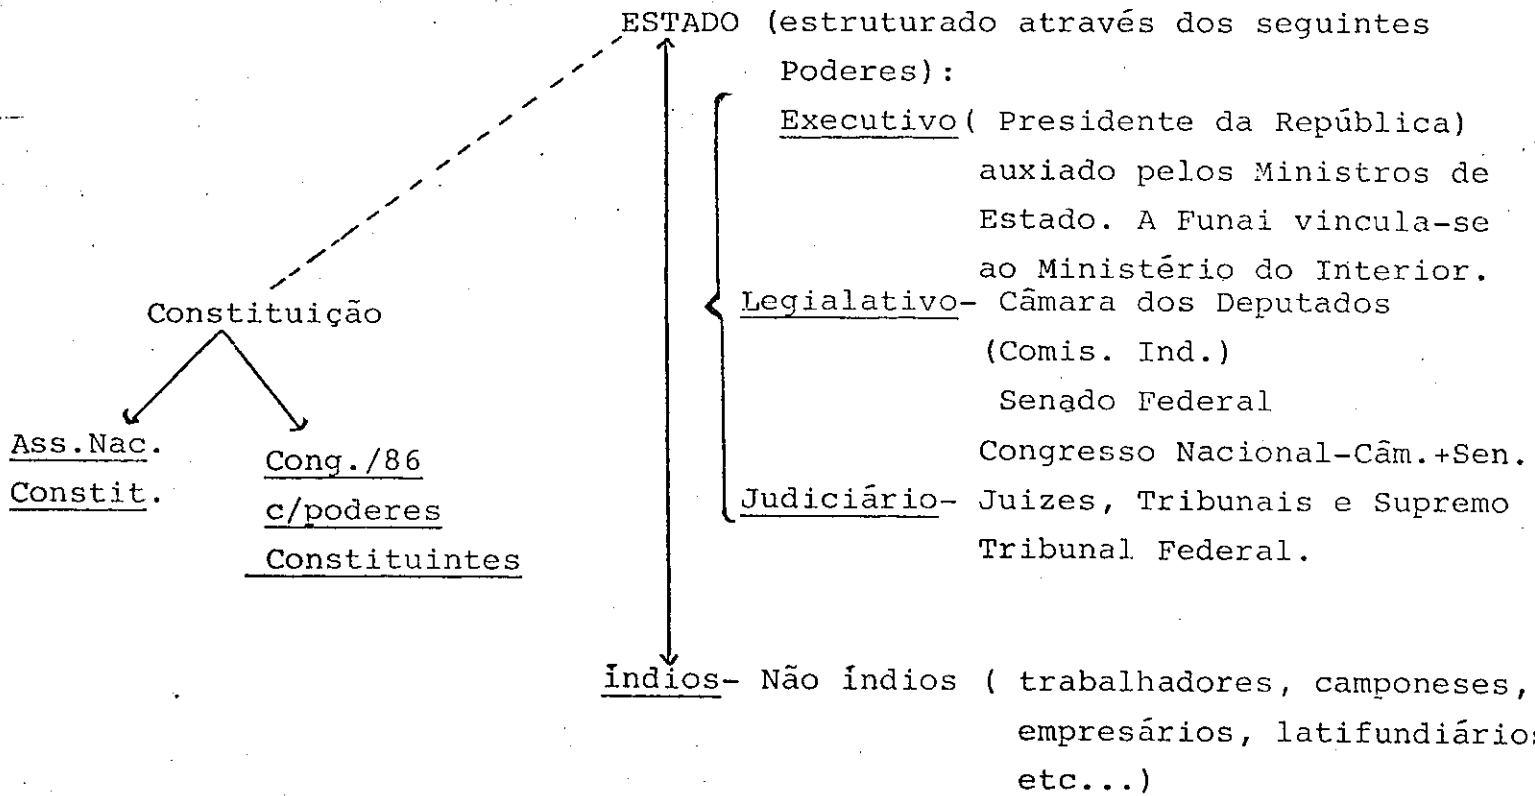 ESTADO (estruturado através dos seguintes
Poderes):
Executivo( Presidente da República)
auxiado pelos Ministros de
Estado. A Funai vincula-se
ao Ministério do Interior.
Legialativo- Câmara dos Deputados
(Comis. Ind.)
Senado Federal
Congresso Nacional-Câm.+Sen.
Judiciário- Juizes, Tribunais e Supremo
Tribunal Federal.
Constituição
Ass.Nac.
Constit.
Cong./86
c/poderes
Constituintes
Índios- Não índios ( trabalhadores, camponeses,
empresários, latifundiários
etc...)